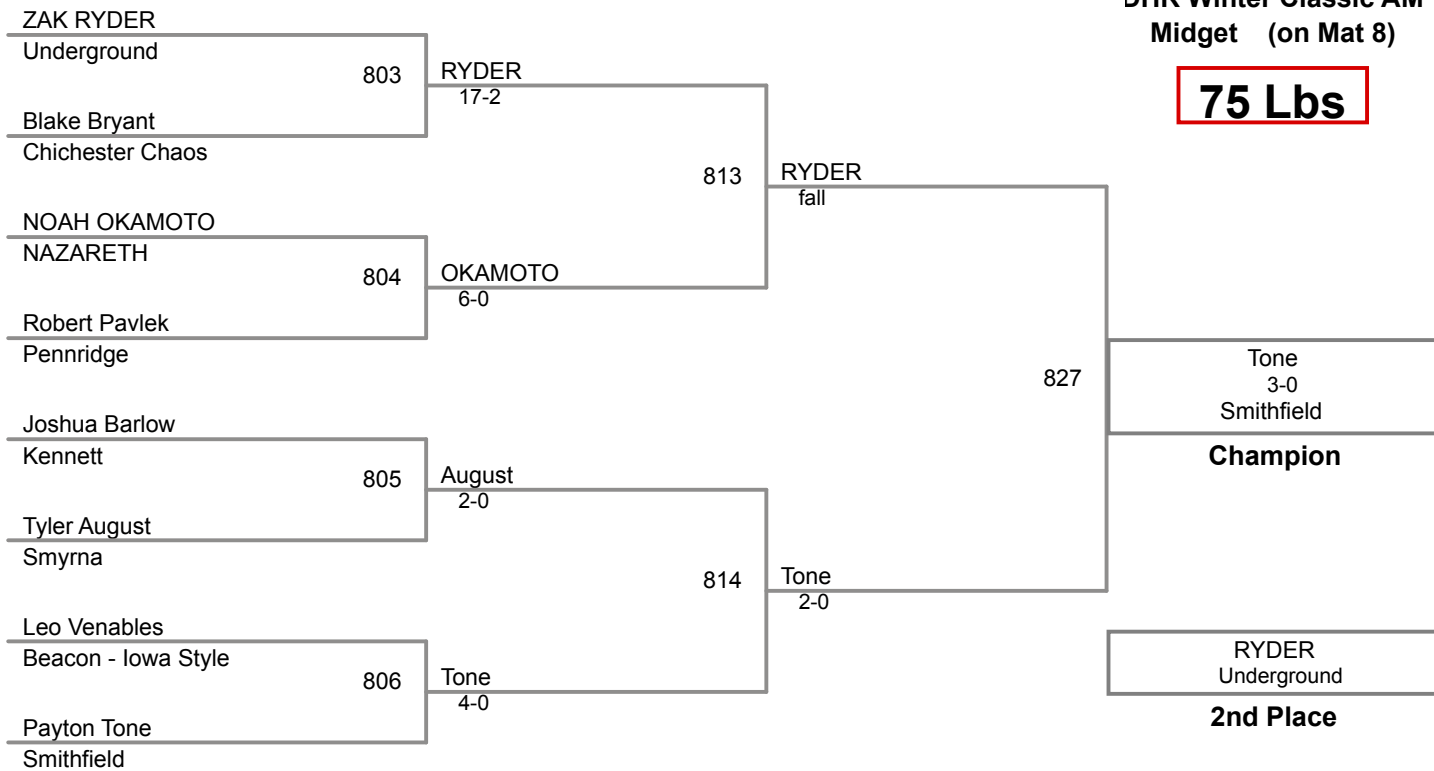 Winter Classic AM
Midget (on Mat 8)
75 Lbs
ZAK RYDER
Underground
803
Blake Bryant
Chichester Chaos
RYDER
17-2
NOAH OKAMOTO
NAZARETH
804
Robert Pavlek
Pennridge
OKAMOTO
6-0
813
RYDER
fall
Joshua Barlow
Kennett
805
Tyler August
Smyrna
August
2-0
Leo Venables
Beacon - Iowa Style
806
Payton Tone
Smithfield
Tone
4-0
814
Tone
2-0
827
Tone
3-0
Smithfield
Champion
RYDER
Underground
2nd Place